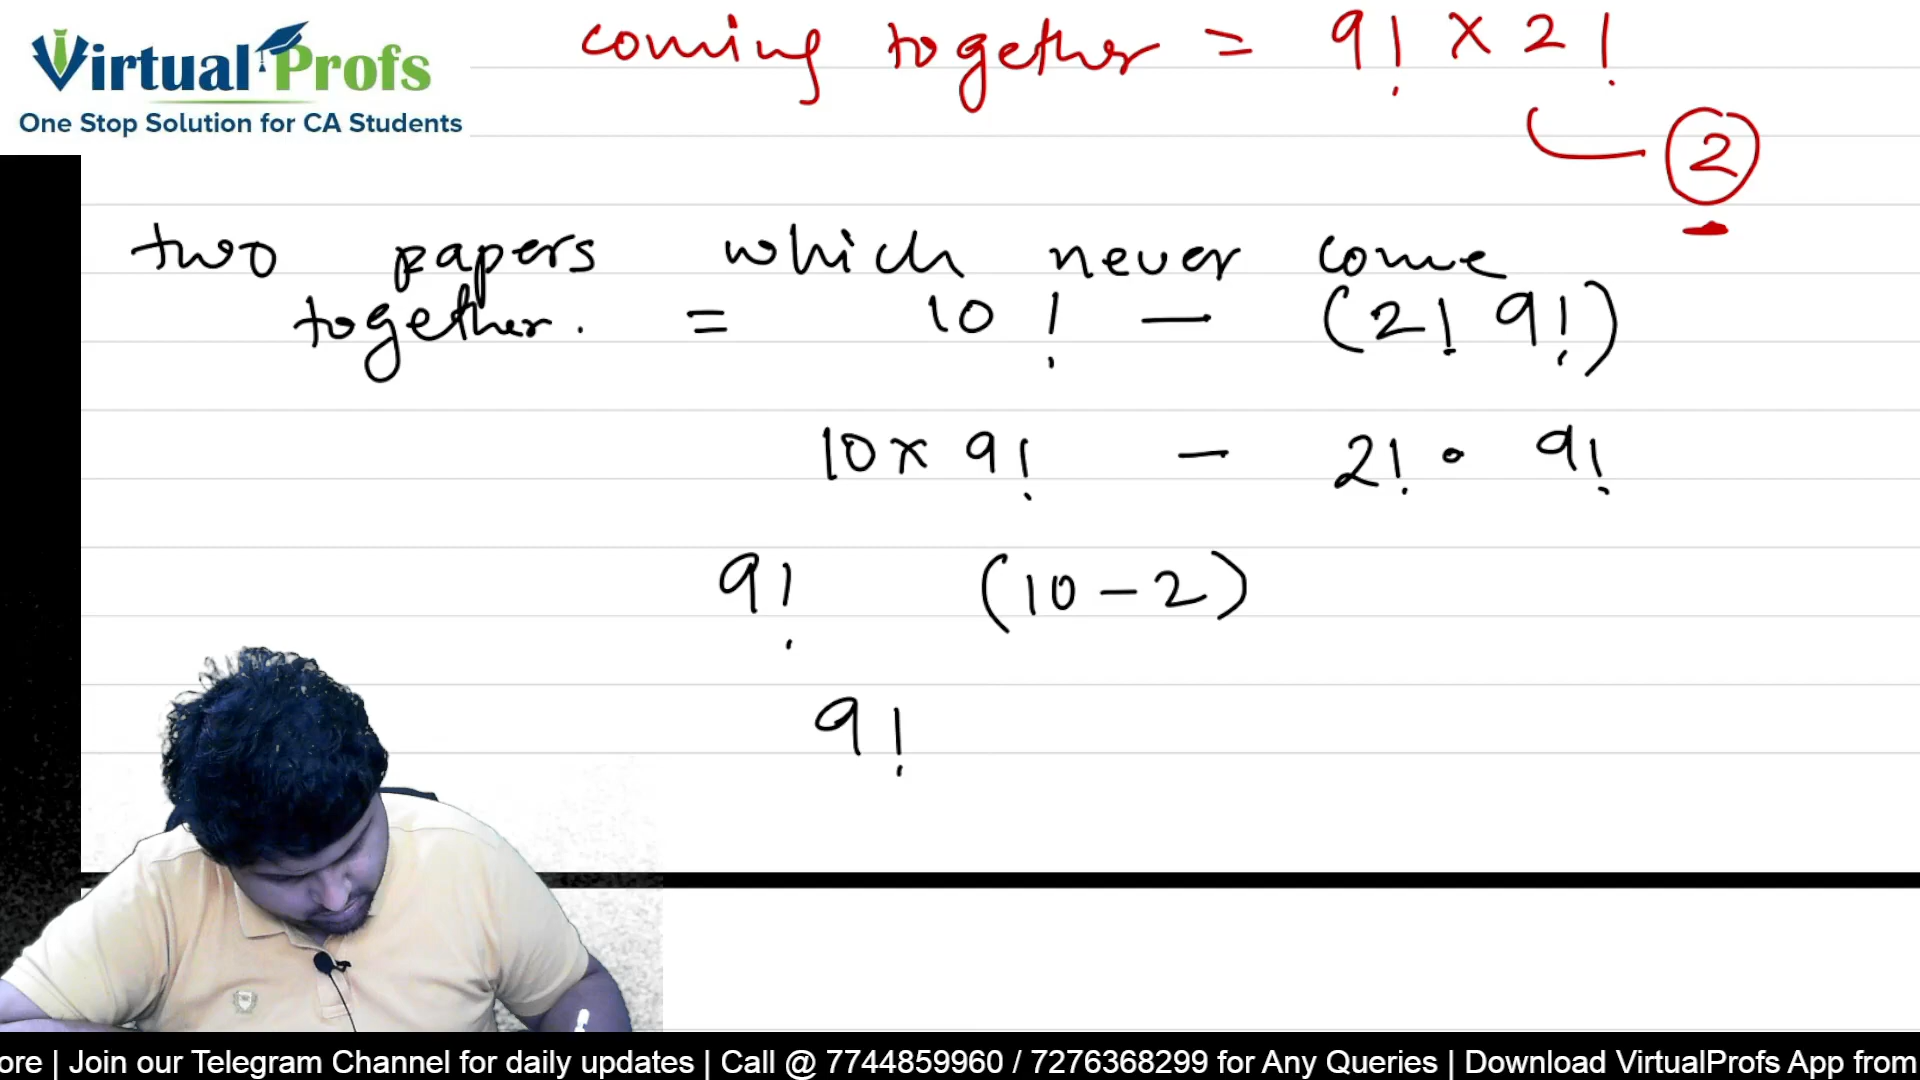 Virtual Profs
One Stop Solution for CA Students
coming together = 9! × 2!
2
two papers which never come
together. = 10! – (2! 9!)
10 × 9! – 2! • 9!
9! (10 – 2)
9!
ore | Join our Telegram Channel for daily updates | Call @ 7744859960 / 7276368299 for Any Queries | Download VirtualProfs App from